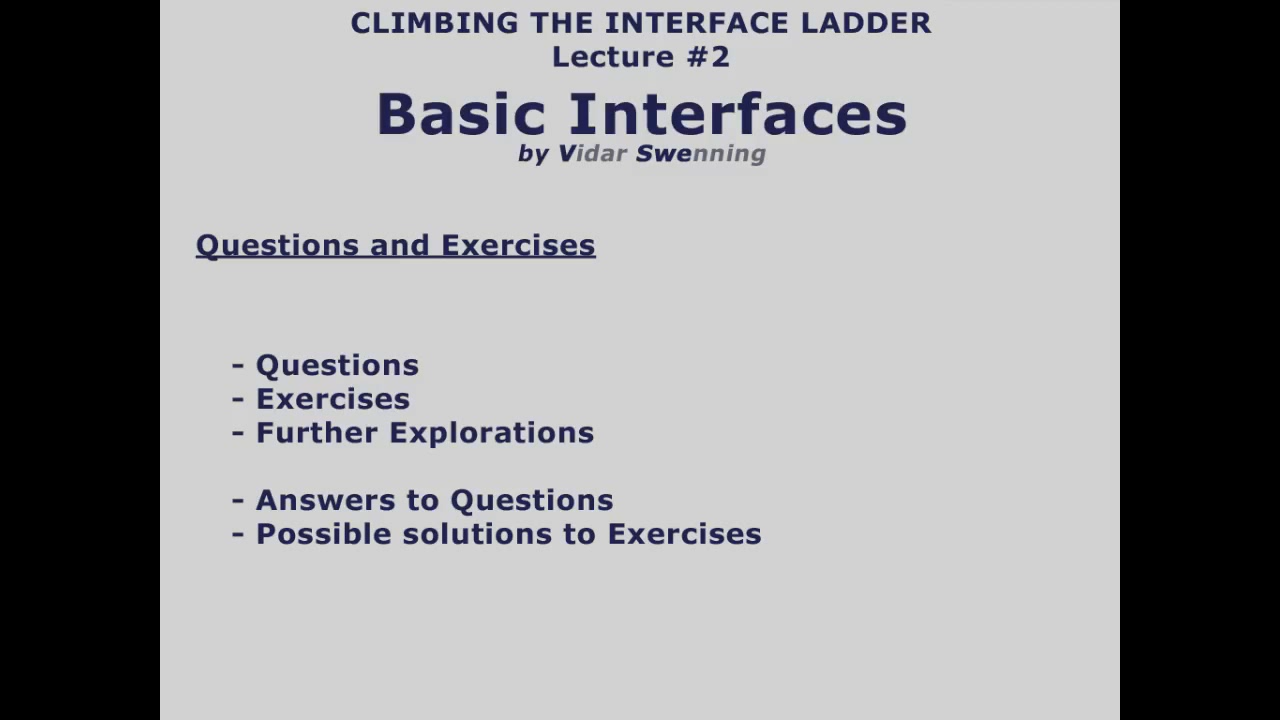 CLIMBING THE INTERFACE LADDER
Lecture #2
Basic Interfaces
by Vidar Swenning
Questions and Exercises
- Questions
- Exercises
- Further Explorations
- Answers to Questions
- Possible solutions to Exercises